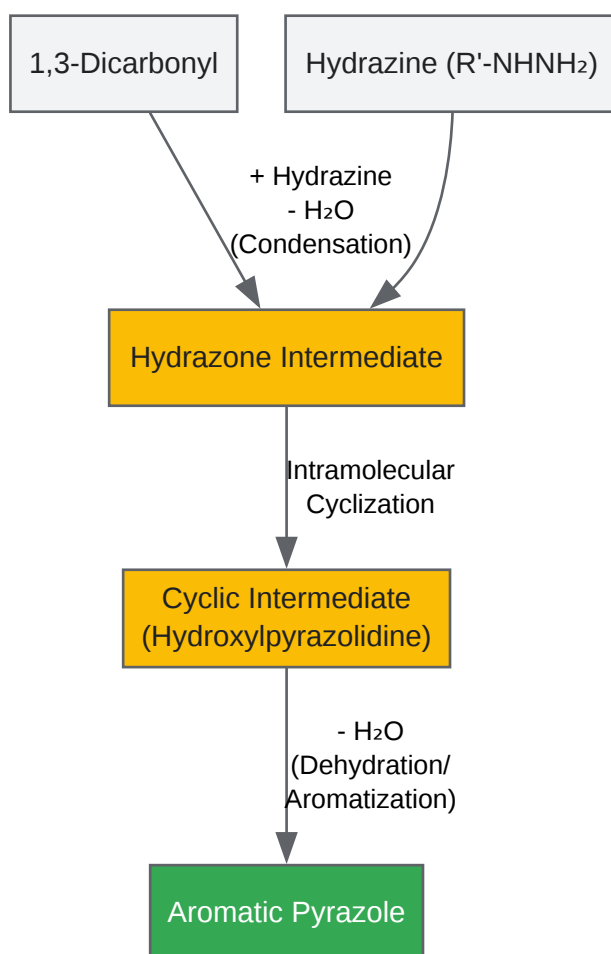 1,3-Dicarbonyl
Hydrazine (R'-NHNH₂)
+ Hydrazine
- H₂O
(Condensation)
Hydrazone Intermediate
Intramolecular
Cyclization
Cyclic Intermediate
(Hydroxylpyrazolidine)
- H₂O
(Dehydration/
Aromatization)
Aromatic Pyrazole